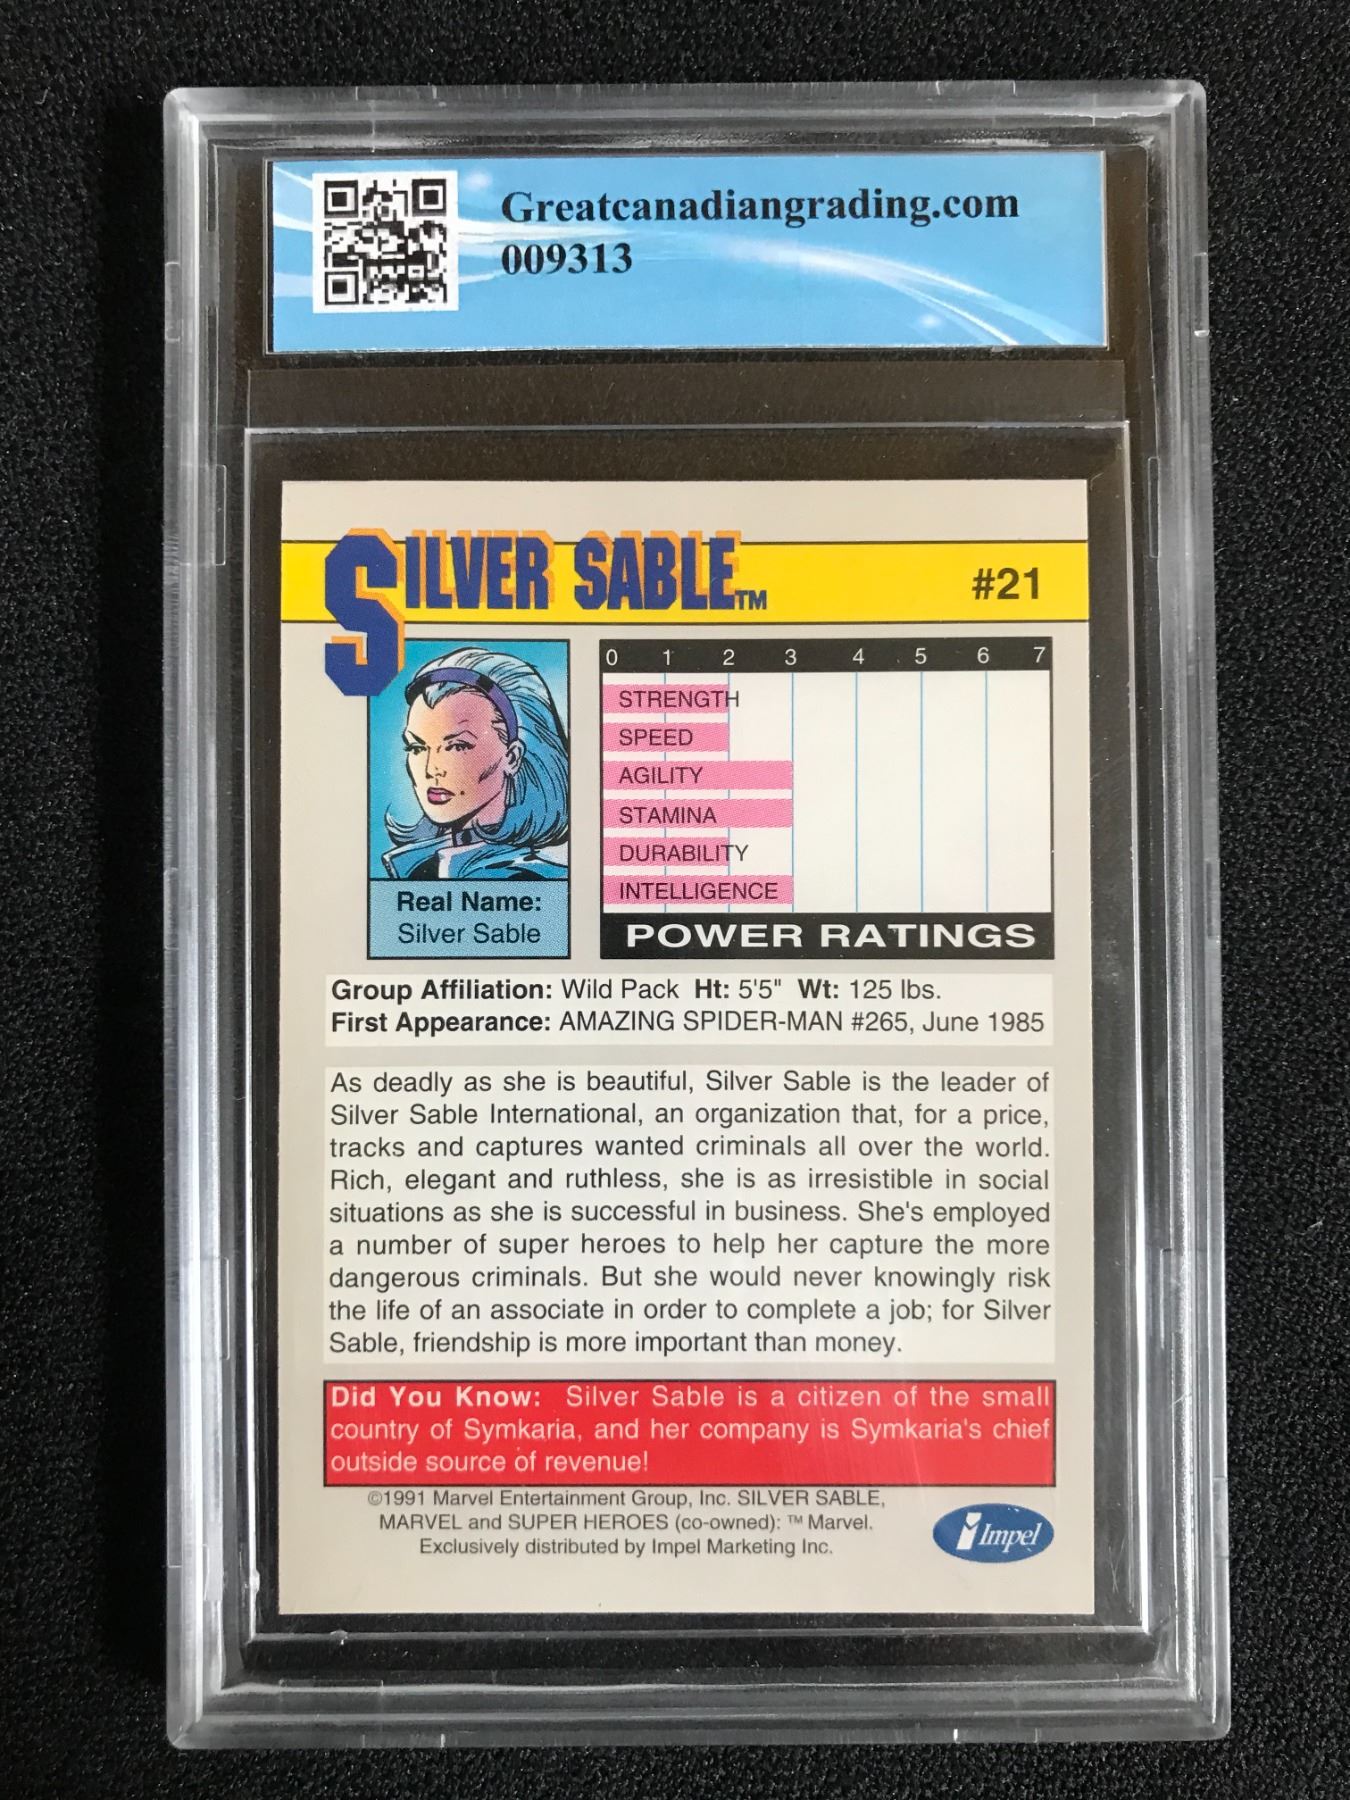 Greatcanadiangrading.com
009313
SILVER SABLE™
#21
0 1 2 3 4 5 6 7
STRENGTH
SPEED
AGILITY
STAMINA
DURABILITY
INTELLIGENCE
POWER RATINGS
Real Name:
Silver Sable
Group Affiliation: Wild Pack Ht: 5'5" Wt: 125 lbs.
First Appearance: AMAZING SPIDER-MAN #265, June 1985
As deadly as she is beautiful, Silver Sable is the leader of
Silver Sable International, an organization that, for a price,
tracks and captures wanted criminals all over the world.
Rich, elegant and ruthless, she is as irresistible in social
situations as she is successful in business. She's employed
a number of super heroes to help her capture the more
dangerous criminals. But she would never knowingly risk
the life of an associate in order to complete a job; for Silver
Sable, friendship is more important than money.
Did You Know: Silver Sable is a citizen of the small
country of Symkaria, and her company is Symkaria's chief
outside source of revenue!
©1991 Marvel Entertainment Group, Inc. SILVER SABLE,
MARVEL and SUPER HEROES (co-owned): ™ Marvel.
Exclusively distributed by Impel Marketing Inc.
Impel